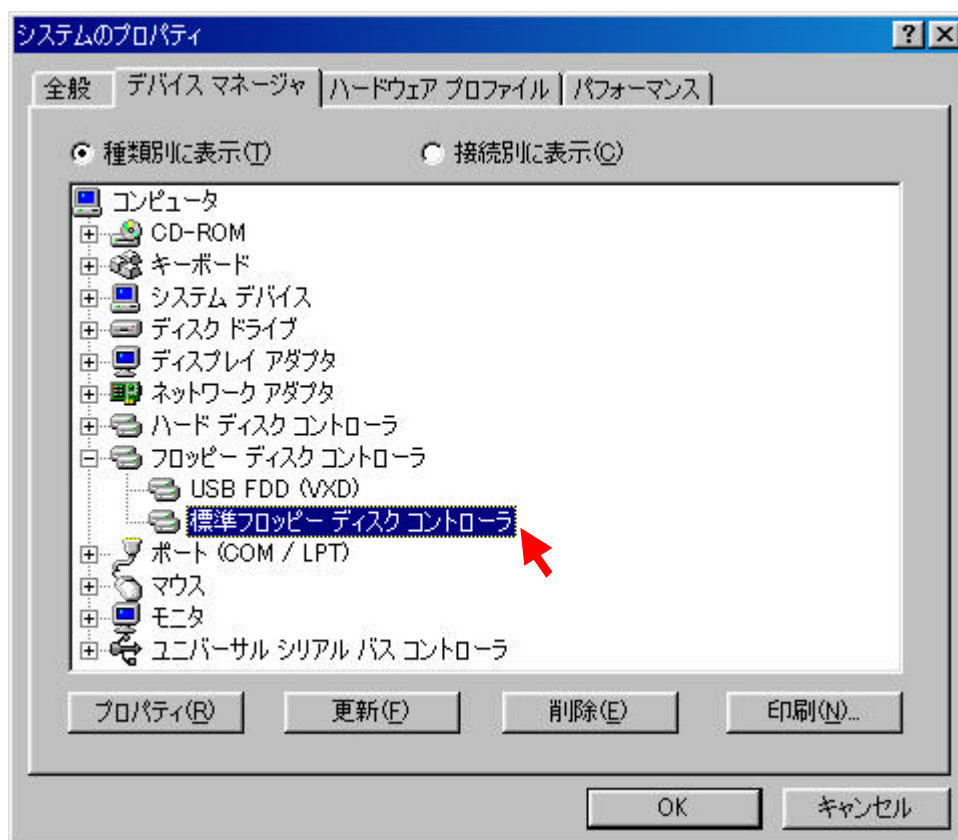 システムのプロパティ
全般 デバイス マネージャ ハードウェア プロファイル パフォーマンス
種類別に表示(T) 接続別に表示(C)
コンピュータ
CD-ROM
キーボード
システム デバイス
ディスク ドライブ
ディスプレイ アダプタ
ネットワーク アダプタ
ハード ディスク コントローラ
フロッピー ディスク コントローラ
USB FDD (VXD)
標準フロッピー ディスク コントローラ
ポート (COM / LPT)
マウス
モニタ
ユニバーサル シリアル バス コントローラ
プロパティ(R) 更新(F) 削除(E) 印刷(N)...
OK キャンセル